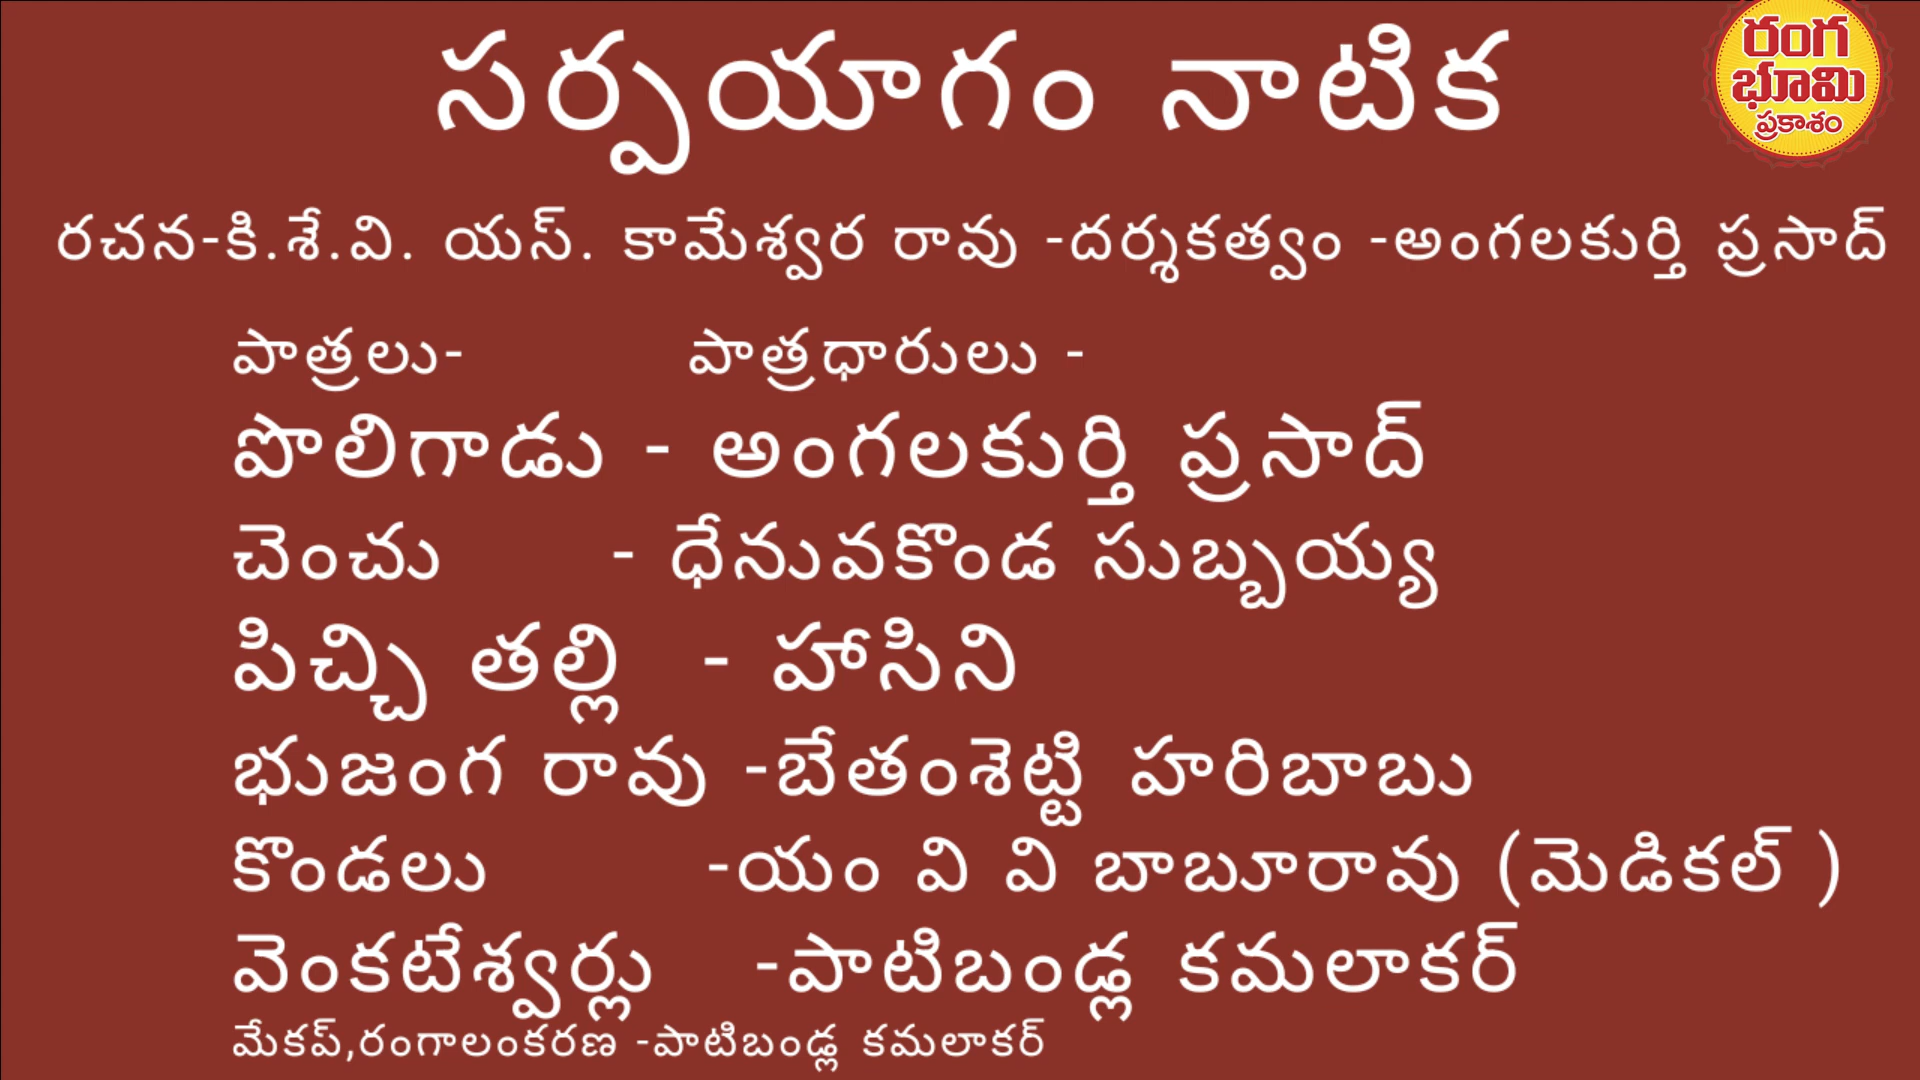 సర్పయాగం నాటిక
రంగ
భూమి
ప్రకాశం
రచన-కి.శే.వి. యస్. కామేశ్వర రావు -దర్శకత్వం -అంగలకుర్తి ప్రసాద్
పాత్రలు- పాత్రధారులు -
పొలిగాడు - అంగలకుర్తి ప్రసాద్
చెంచు - ధేనువకొండ సుబ్బయ్య
పిచ్చి తల్లి - హాసిని
భుజంగ రావు -బేతంశెట్టి హరిబాబు
కొండలు -యం వి వి బాబూరావు (మెడికల్ )
వెంకటేశ్వర్లు -పాటిబండ్ల కమలాకర్
మేకప్,రంగాలంకరణ -పాటిబండ్ల కమలాకర్